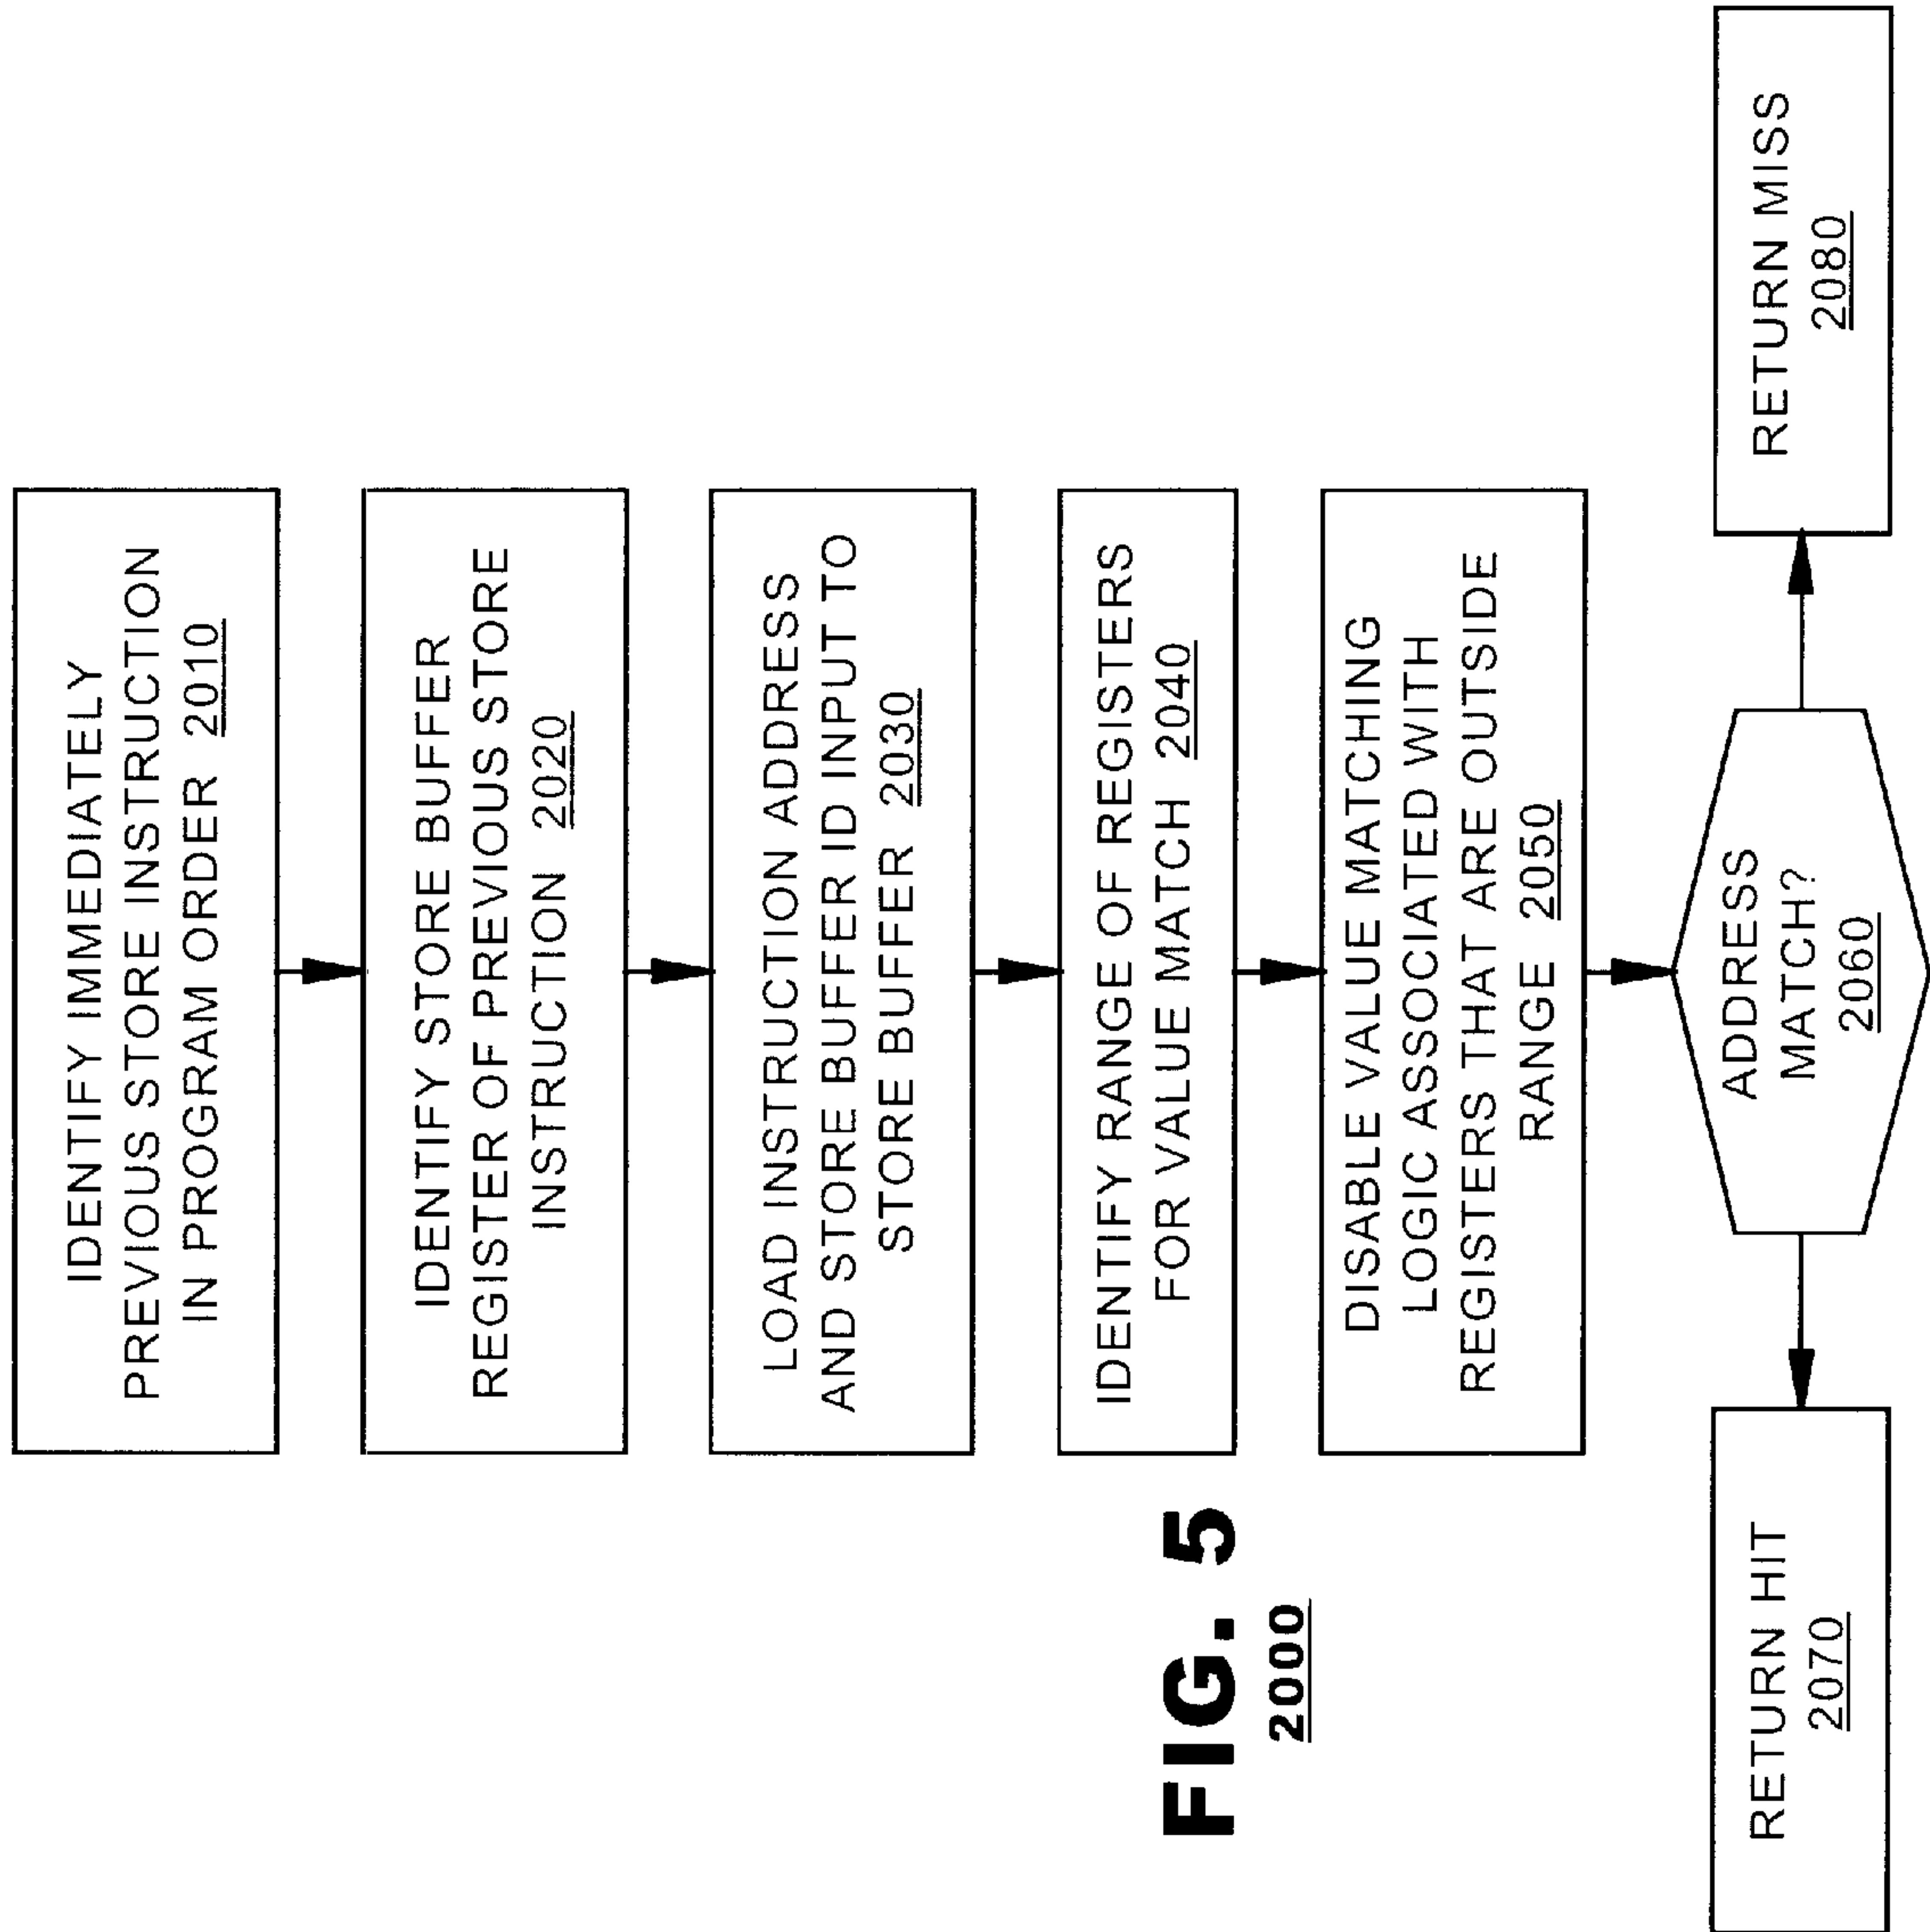 IDENTIFY IMMEDIATELY
PREVIOUS STORE INSTRUCTION
IN PROGRAM ORDER 2010
IDENTIFY STORE BUFFER
REGISTER OF PREVIOUS STORE
INSTRUCTION 2020
LOAD INSTRUCTION ADDRESS
AND STORE BUFFER ID INPUT TO
STORE BUFFER 2030
IDENTIFY RANGE OF REGISTERS
FOR VALUE MATCH 2040
DISABLE VALUE MATCHING
LOGIC ASSOCIATED WITH
REGISTERS THAT ARE OUTSIDE
RANGE 2050
ADDRESS
MATCH?
2060
RETURN HIT
2070
RETURN MISS
2080
FIG. 5
2000